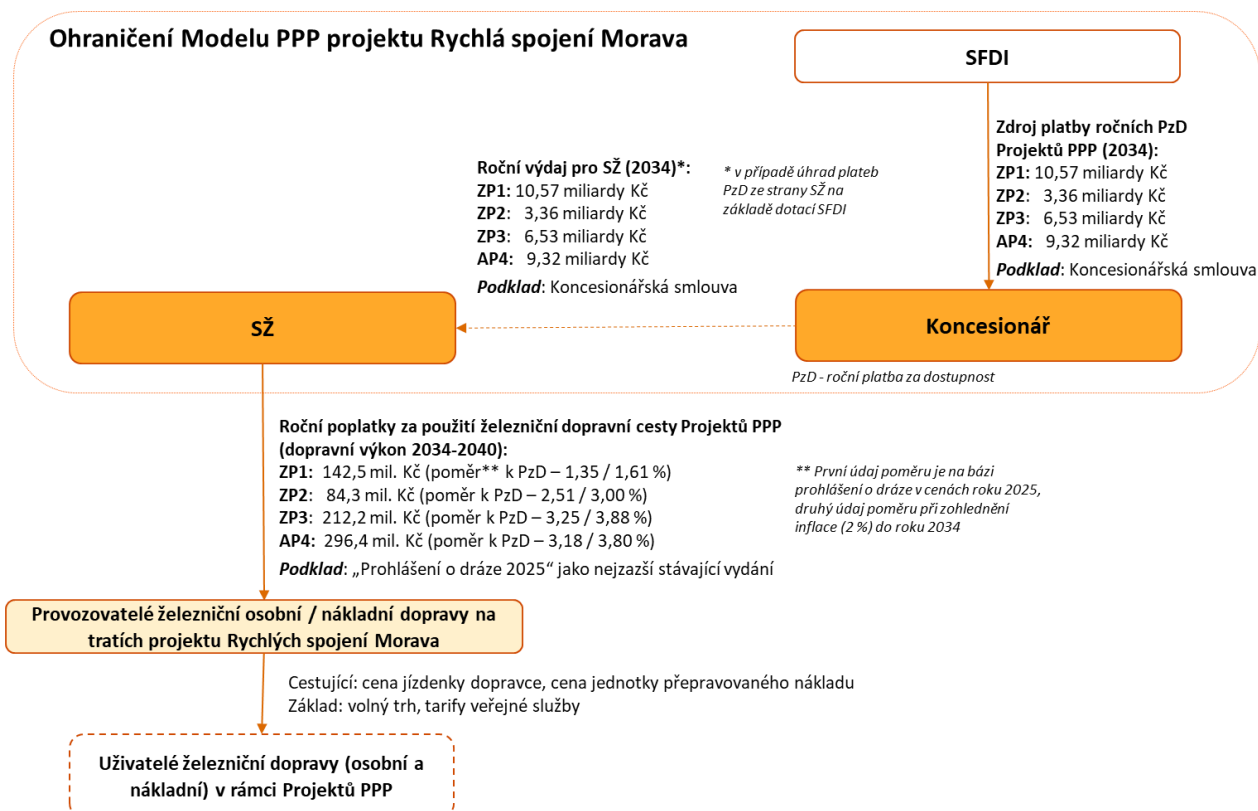 Ohraničení Modelu PPP projektu Rychlá spojení Morava
SFDI
Zdroj platby ročních PzD
Projektů PPP (2034):
ZP1: 10,57 miliardy Kč
ZP2: 3,36 miliardy Kč
ZP3: 6,53 miliardy Kč
AP4: 9,32 miliardy Kč
Podklad: Koncesionářská smlouva
Roční výdaj pro SŽ (2034)*:
ZP1: 10,57 miliardy Kč
ZP2: 3,36 miliardy Kč
ZP3: 6,53 miliardy Kč
AP4: 9,32 miliardy Kč
Podklad: Koncesionářská smlouva
* v případě úhrad plateb
PzD ze strany SŽ na
základě dotací SFDI
SŽ
Koncesionář
PzD - roční platba za dostupnost
Roční poplatky za použití železniční dopravní cesty Projektů PPP
(dopravní výkon 2034-2040):
ZP1: 142,5 mil. Kč (poměr** k PzD – 1,35 / 1,61 %)
ZP2: 84,3 mil. Kč (poměr k PzD – 2,51 / 3,00 %)
ZP3: 212,2 mil. Kč (poměr k PzD – 3,25 / 3,88 %)
AP4: 296,4 mil. Kč (poměr k PzD – 3,18 / 3,80 %)
Podklad: „Prohlášení o dráze 2025“ jako nejzazší stávající vydání
** První údaj poměru je na bázi
prohlášení o dráze v cenách roku 2025,
druhý údaj poměru při zohlednění
inflace (2 %) do roku 2034
Provozovatelé železniční osobní / nákladní dopravy na
tratích projektu Rychlých spojení Morava
Cestující: cena jízdenky dopravce, cena jednotky přepravovaného nákladu
Základ: volný trh, tarify veřejné služby
Uživatelé železniční dopravy (osobní a
nákladní) v rámci Projektů PPP